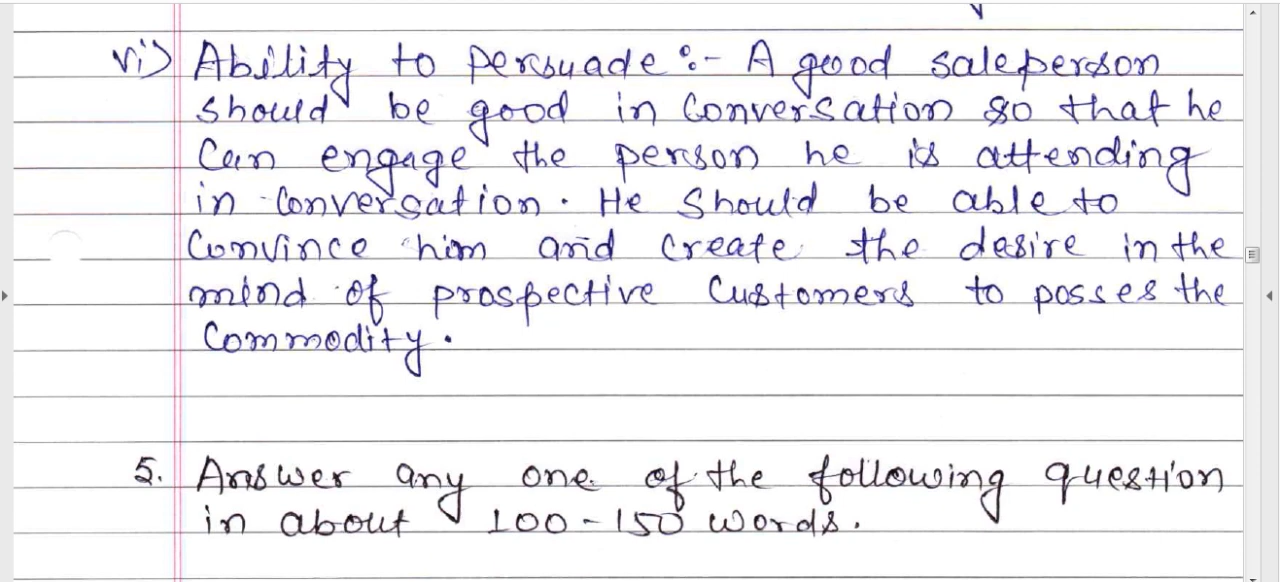 vi) Ability to persuade :- A good saleperson
should be good in Conversation so that he
Can engage the person he is attending
in Conversation. He Should be able to
Convince him and create the desire in the
mind of prospective Customers to posses the
Commodity.
5. Answer any one of the following question
in about 100-150 words.